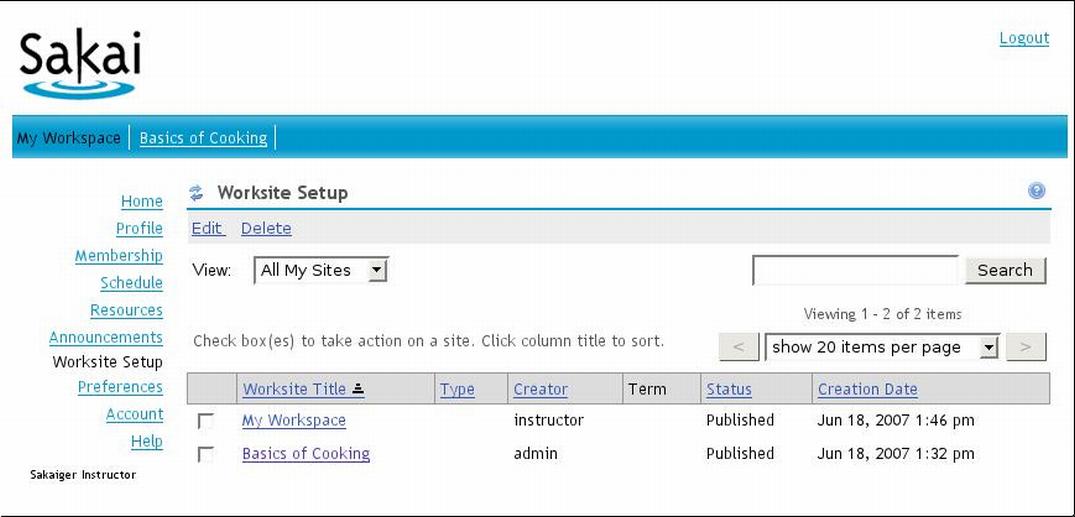 Sakai
Logout
My Workspace Basics of Cooking
Worksite Setup
Home
Profile
Membership
Schedule
Resources
Announcements
Worksite Setup
Preferences
Account
Help
Sakaiger Instructor
Edit Delete
View: All My Sites Search
Viewing 1 - 2 of 2 items
Check box(es) to take action on a site. Click column title to sort. < show 20 items per page >
Worksite Title Type Creator Term Status Creation Date
My Workspace instructor Published Jun 18, 2007 1:46 pm
Basics of Cooking admin Published Jun 18, 2007 1:32 pm